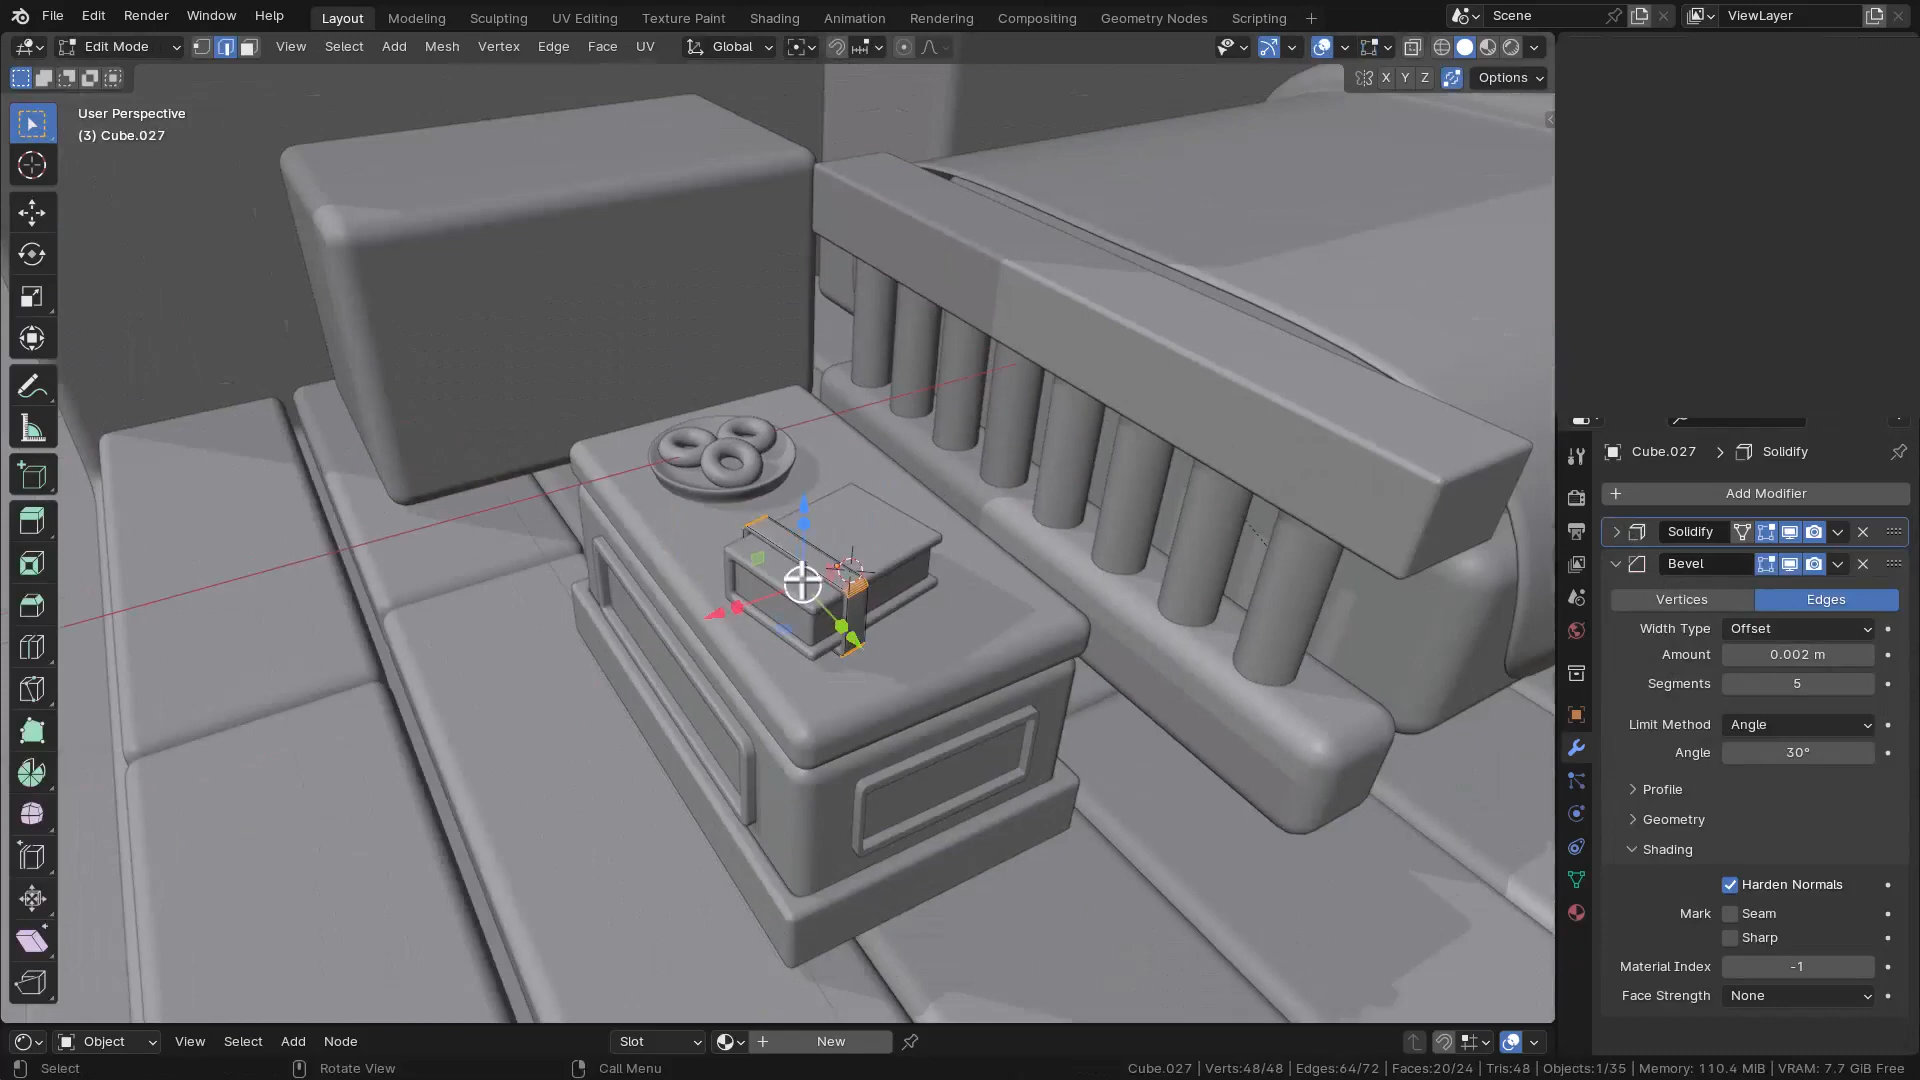 File Edit Render Window Help Layout Modeling Sculpting UV Editing Texture Paint Shading Animation Rendering Compositing Geometry Nodes Scripting + Scene ViewLayer
Edit Mode View Select Add Mesh Vertex Edge Face UV Global
X Y Z Options
User Perspective
(3) Cube.027
Cube.027 > Solidify
+ Add Modifier
Solidify
Bevel
Vertices Edges
Width Type Offset
Amount 0.002 m
Segments 5
Limit Method Angle
Angle 30°
Profile
Geometry
Shading
Harden Normals
Mark Seam
Sharp
Material Index -1
Face Strength None
Object View Select Add Node Slot + New
Select Rotate View Call Menu Cube.027 | Verts:48/48 | Edges:64/72 | Faces:20/24 | Tris:48 | Objects:1/35 | Memory: 110.4 MiB | VRAM: 7.7 GiB Free